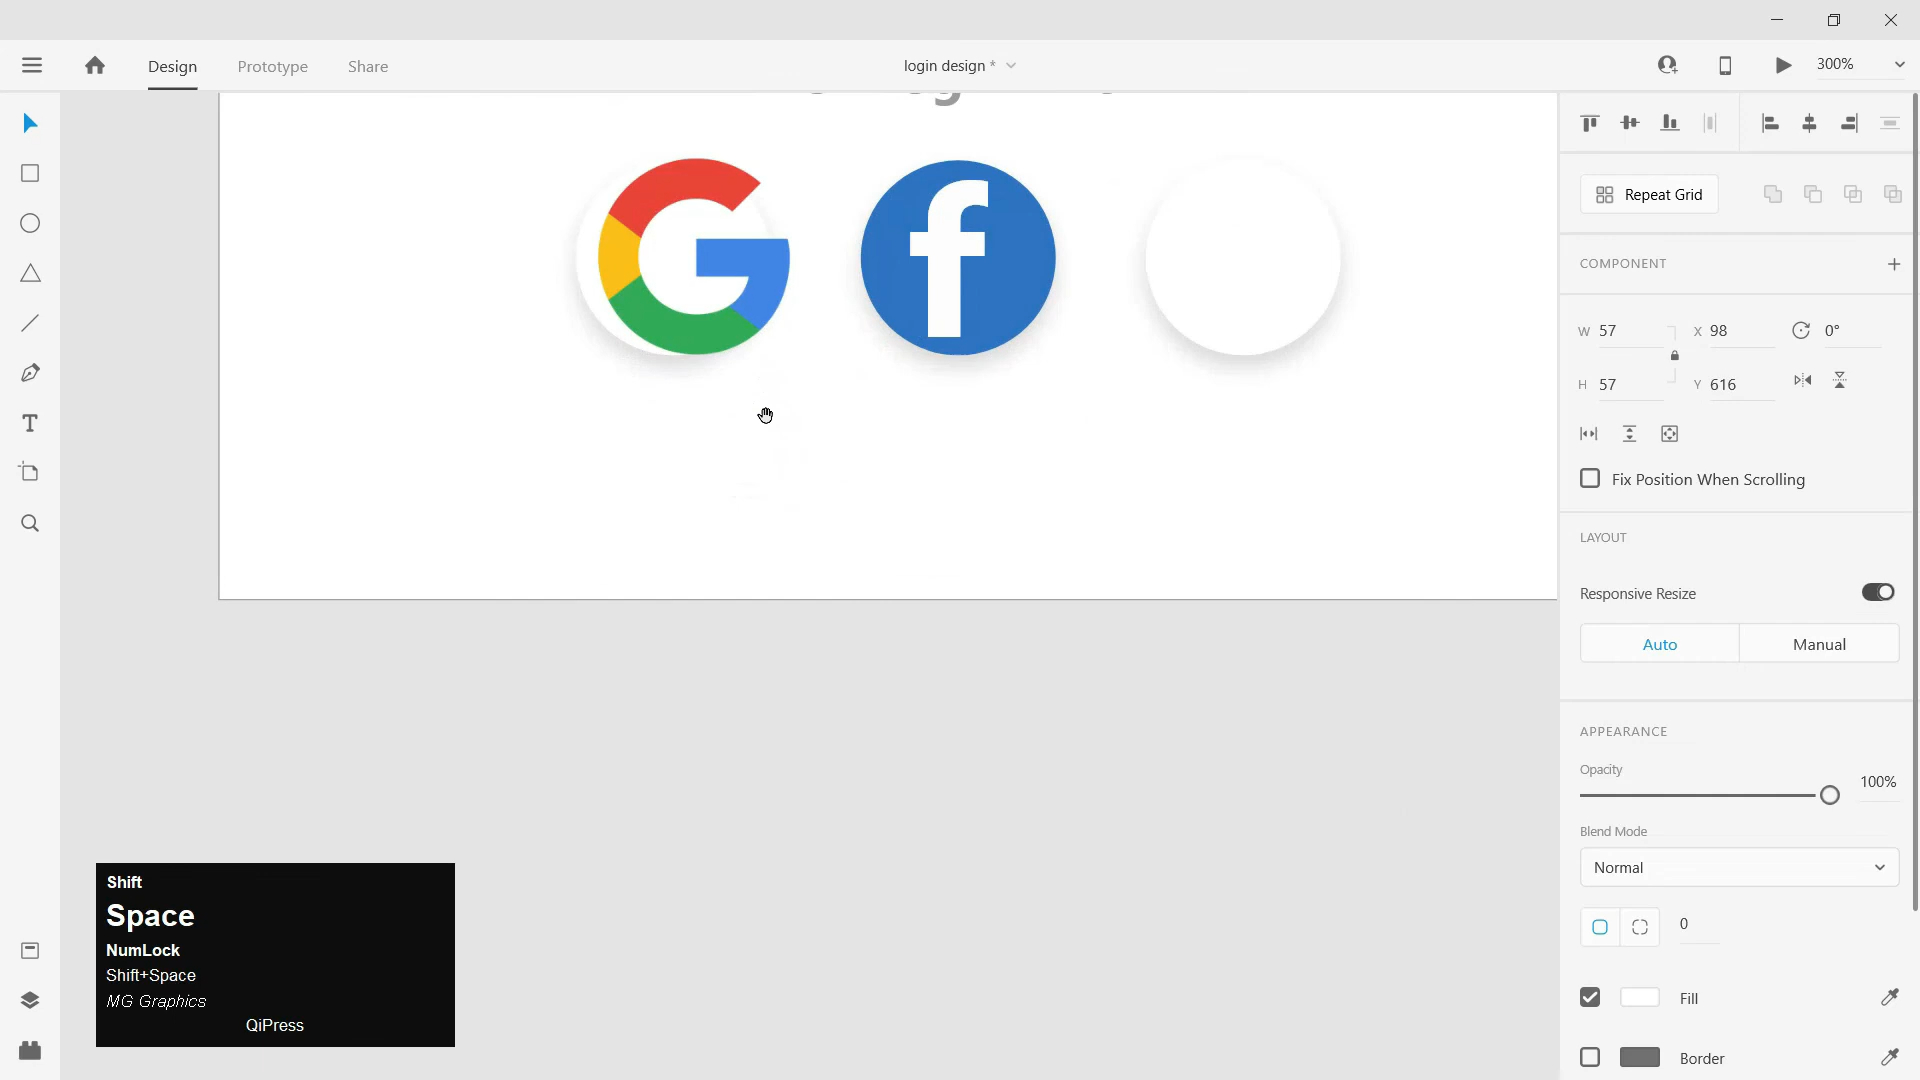 Design
Prototype
Share
login design *
300%
Repeat Grid
COMPONENT
W 57
X 98
0°
H 57
Y 616
Fix Position When Scrolling
LAYOUT
Responsive Resize
Auto
Manual
APPEARANCE
Opacity
100%
Blend Mode
Normal
0
Fill
Border
Shift
Space
NumLock
Shift+Space
MG Graphics
QiPress